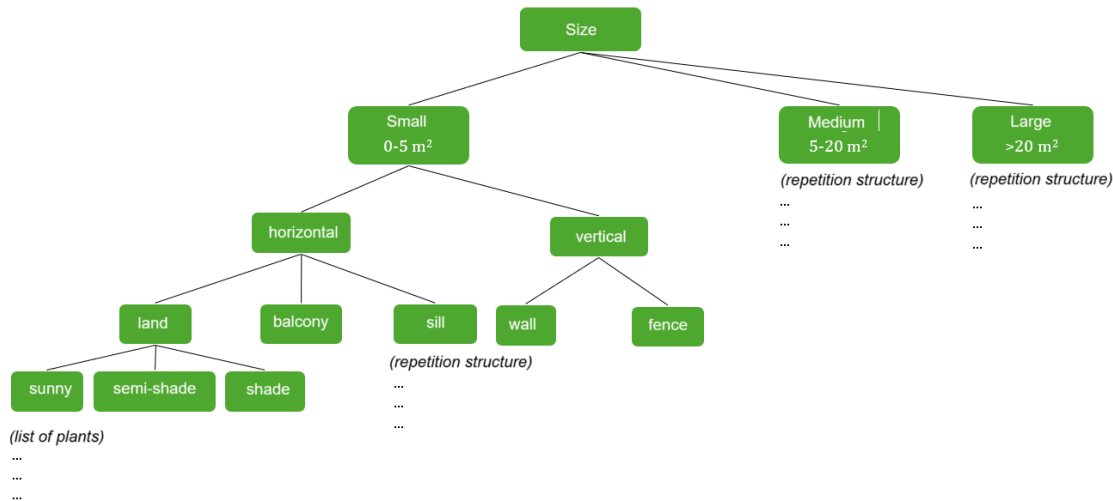 Size
Small
0-5 m²
Medium
5-20 m²
Large
>20 m²
(repetition structure)
...
...
...
(repetition structure)
...
...
...
horizontal
vertical
land
balcony
sill
wall
fence
(repetition structure)
...
...
...
sunny
semi-shade
shade
(list of plants)
...
...
...